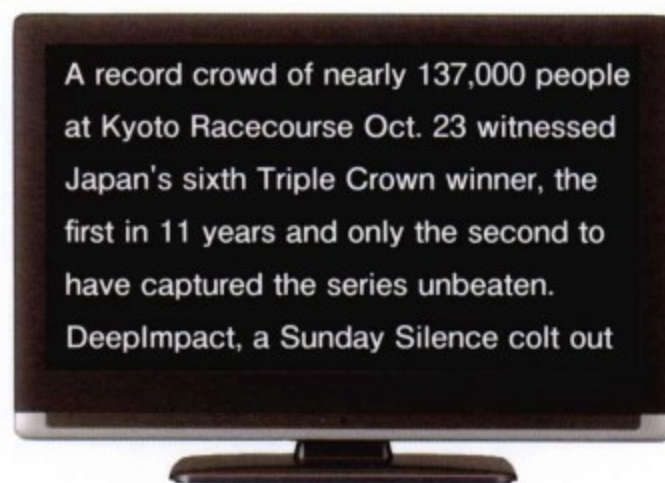 A record crowd of nearly 137,000 people
at Kyoto Racecourse Oct. 23 witnessed
Japan's sixth Triple Crown winner, the
first in 11 years and only the second to
have captured the series unbeaten.
DeepImpact, a Sunday Silence colt out